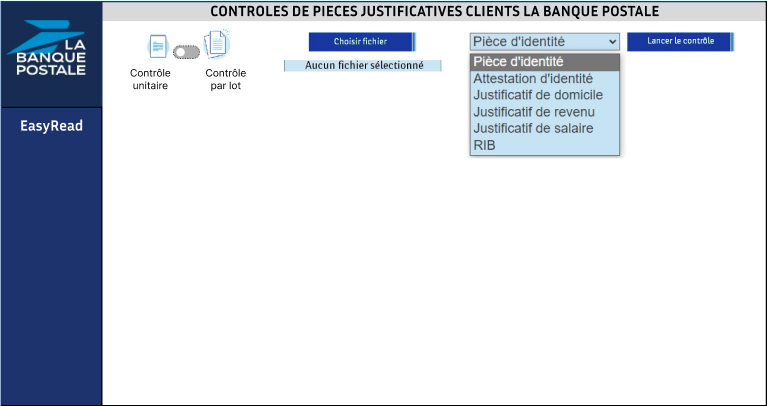 CONTROLES DE PIECES JUSTIFICATIVES CLIENTS LA BANQUE POSTALE
LA
BANQUE
POSTALE
EasyRead
Contrôle
unitaire
Contrôle
par lot
Choisir fichier
Aucun fichier sélectionné
Pièce d'identité
Pièce d'identité
Attestation d'identité
Justificatif de domicile
Justificatif de revenu
Justificatif de salaire
RIB
Lancer le contrôle